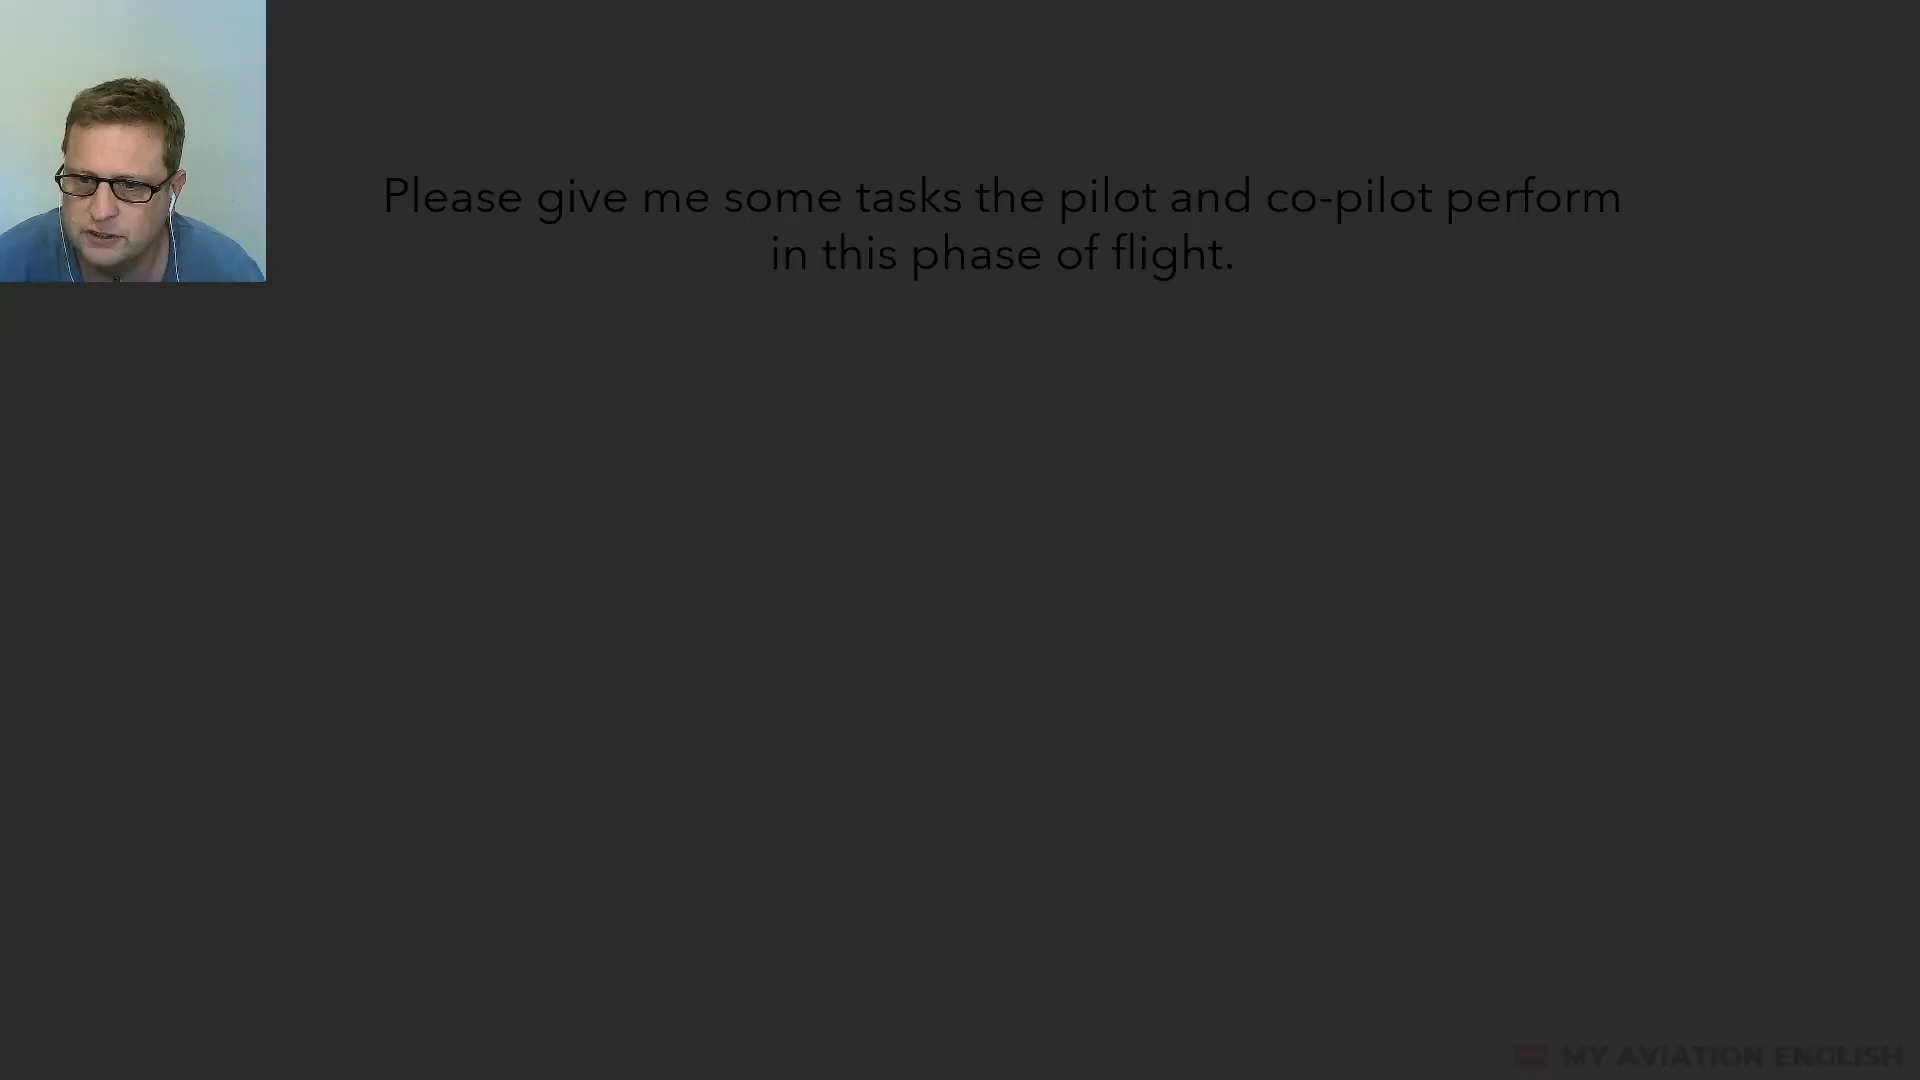 Please give me some tasks the pilot and co-pilot perform
in this phase of flight.
CRUISE
MY AVIATION ENGLISH